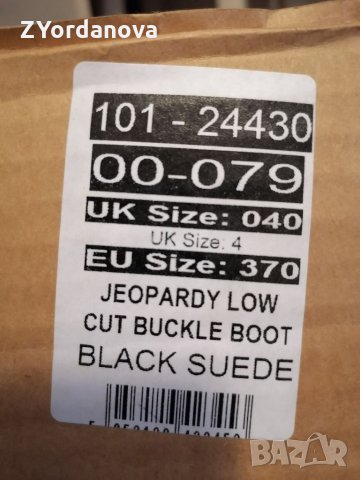 ZYordanova
101 - 24430
00-079
UK Size: 040
UK Size: 4
EU Size: 370
JEOPARDY LOW
CUT BUCKLE BOOT
BLACK SUEDE
BAZAR